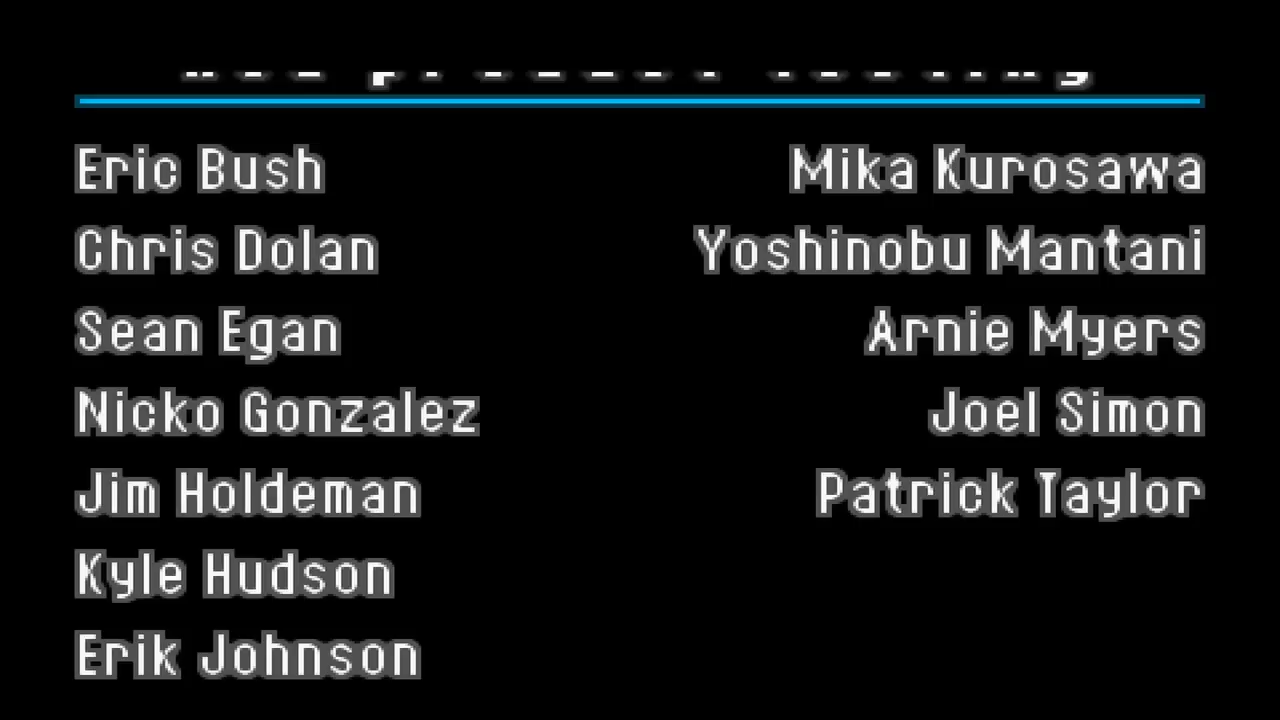 Eric Bush
Mika Kurosawa
Chris Dolan
Yoshinobu Mantani
Sean Egan
Arnie Myers
Nicko Gonzalez
Joel Simon
Jim Holdeman
Patrick Taylor
Kyle Hudson
Erik Johnson